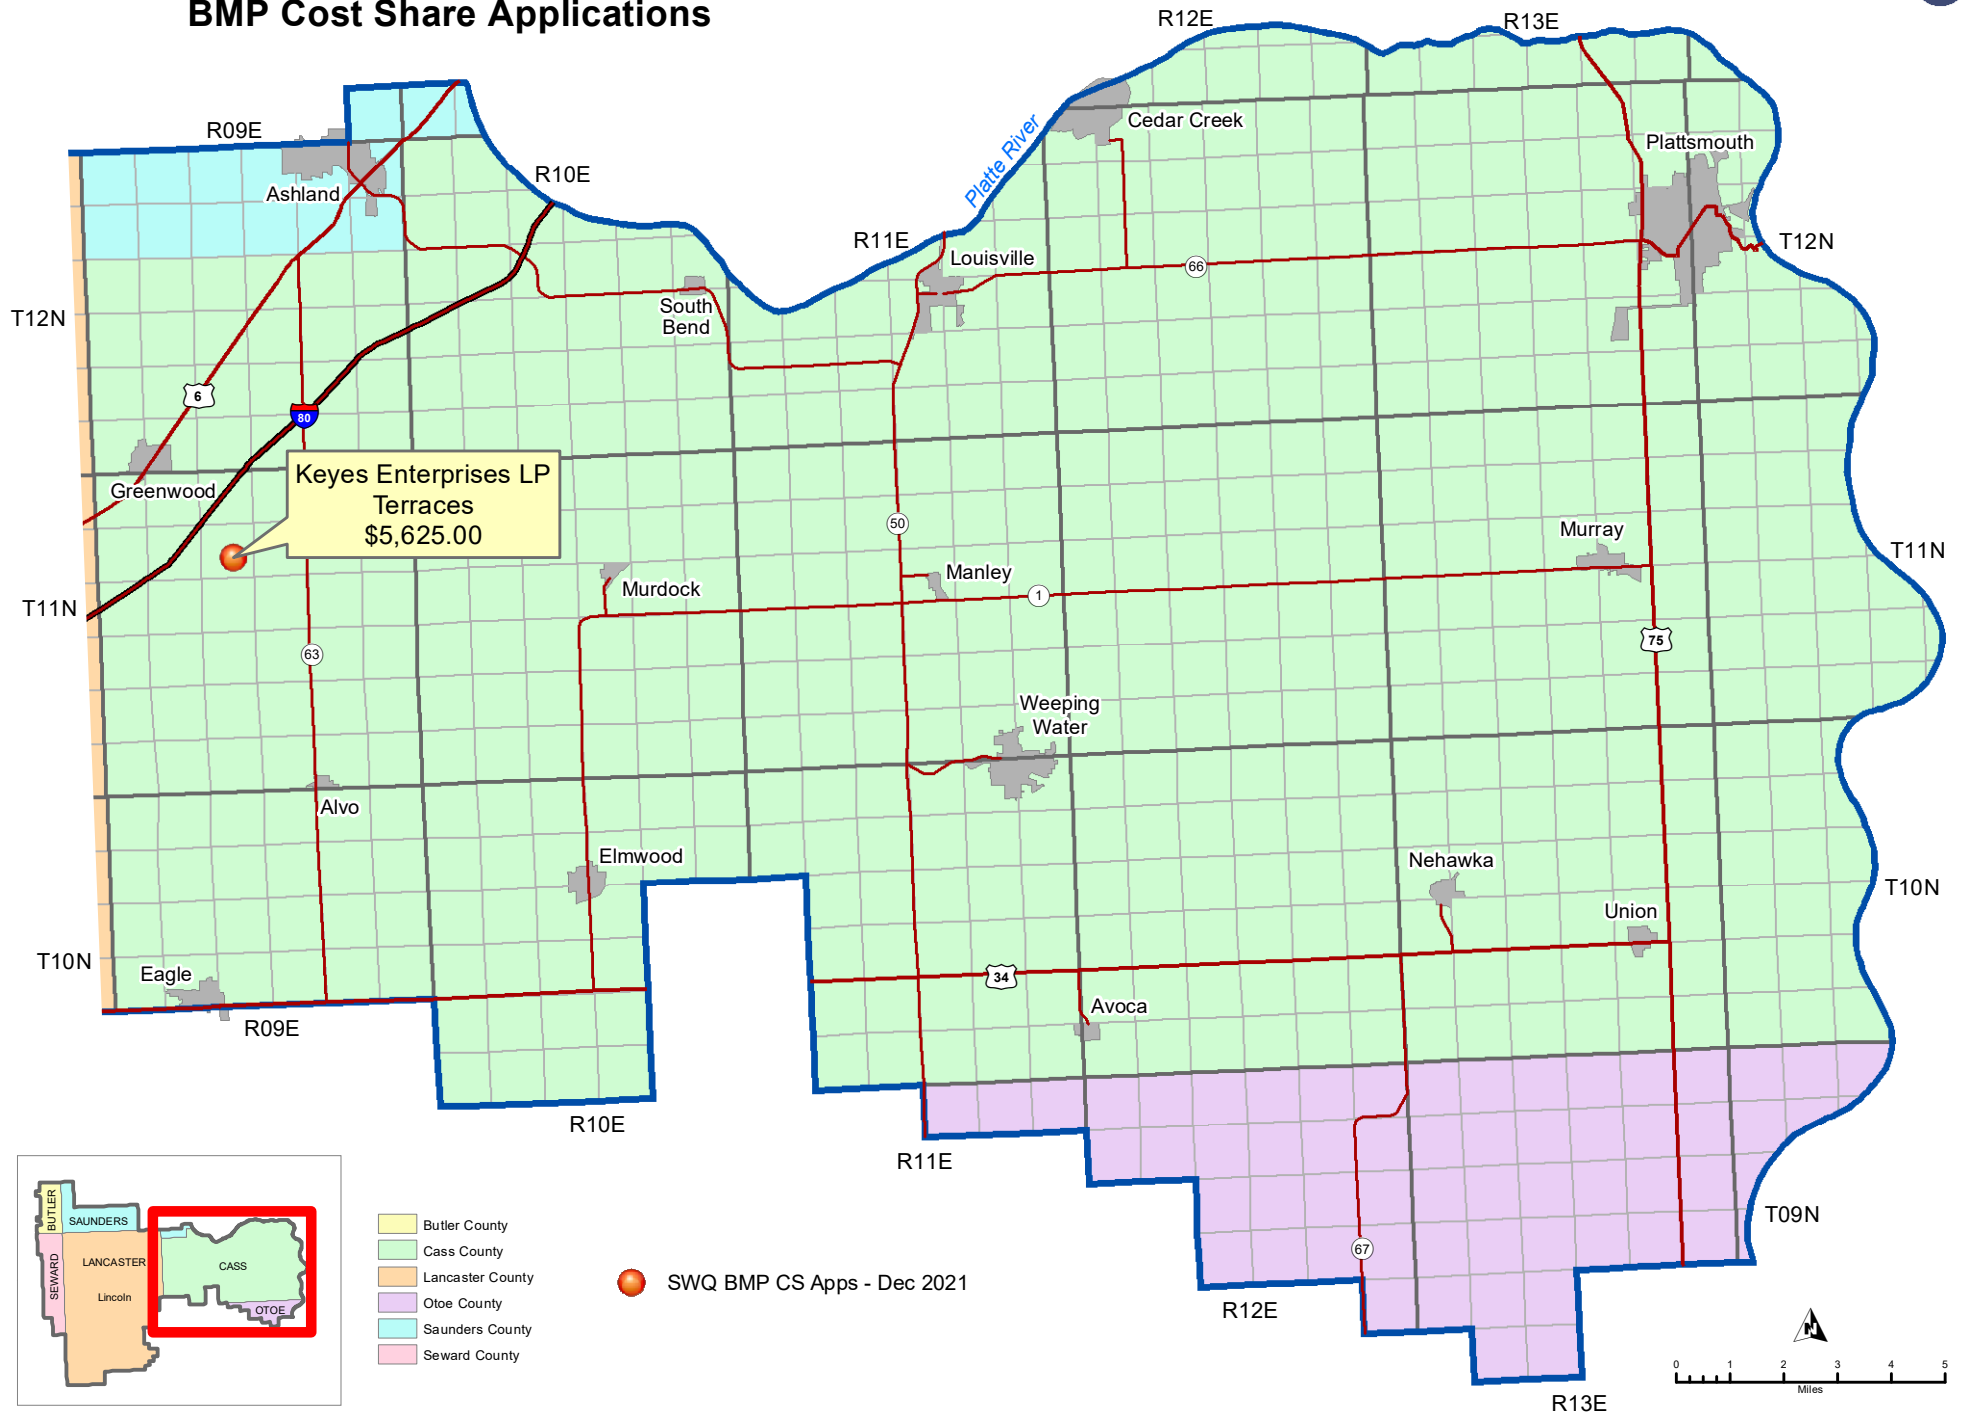 BMP Cost Share Applications
R12E
R13E
R09E
Cedar Creek
Platte River
Plattsmouth
R10E
Ashland
R11E
T12N
Louisville
66
South
Bend
T12N
6
80
Keyes Enterprises LP
Terraces
$5,625.00
Greenwood
50
Murray
T11N
Manley
Murdock
1
T11N
63
75
Weeping
Water
Alvo
Elmwood
Nehawka
T10N
Union
T10N
Eagle
34
Avoca
R09E
R10E
R11E
T09N
67
R12E
R13E
BUTLER
SAUNDERS
SEWARD
LANCASTER
Lincoln
CASS
OTOE
Butler County
Cass County
Lancaster County
Otoe County
Saunders County
Seward County
SWQ BMP CS Apps - Dec 2021
N
0 1 2 3 4 5
Miles